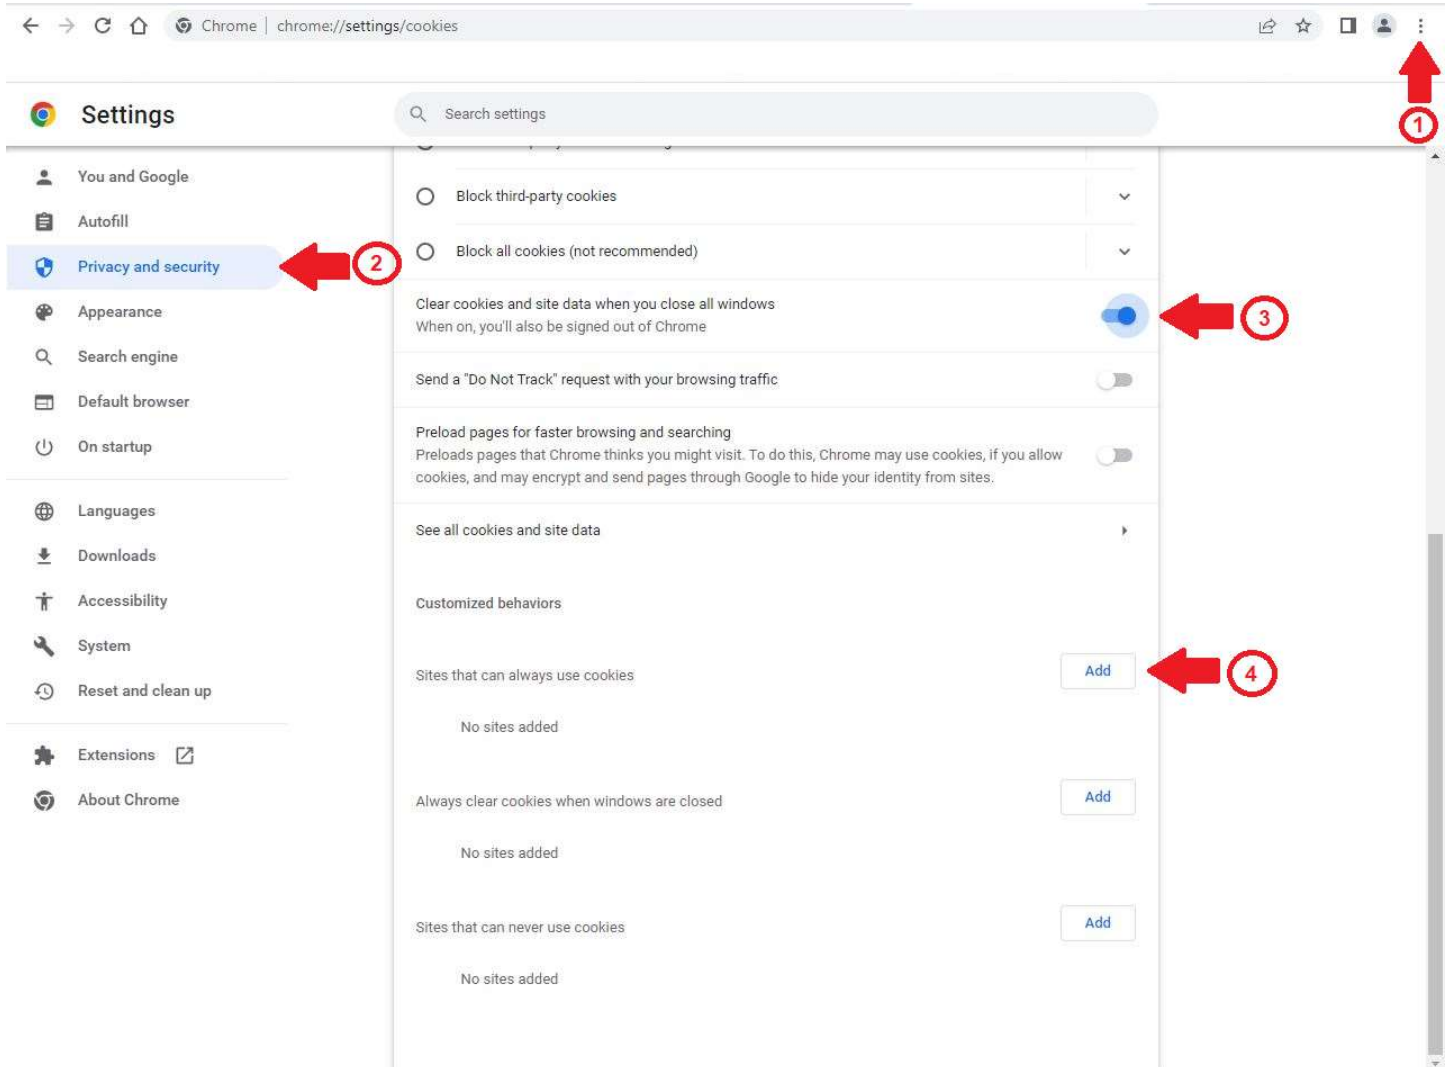 Chrome | chrome://settings/cookies
Settings
Search settings
1
You and Google
Autofill
Privacy and security
2
Appearance
Search engine
Default browser
On startup
Languages
Downloads
Accessibility
System
Reset and clean up
Extensions
About Chrome
Block third-party cookies
Block all cookies (not recommended)
Clear cookies and site data when you close all windows
When on, you'll also be signed out of Chrome
3
Send a "Do Not Track" request with your browsing traffic
Preload pages for faster browsing and searching
Preloads pages that Chrome thinks you might visit. To do this, Chrome may use cookies, if you allow
cookies, and may encrypt and send pages through Google to hide your identity from sites.
See all cookies and site data
Customized behaviors
Sites that can always use cookies
Add
4
No sites added
Always clear cookies when windows are closed
Add
No sites added
Sites that can never use cookies
Add
No sites added